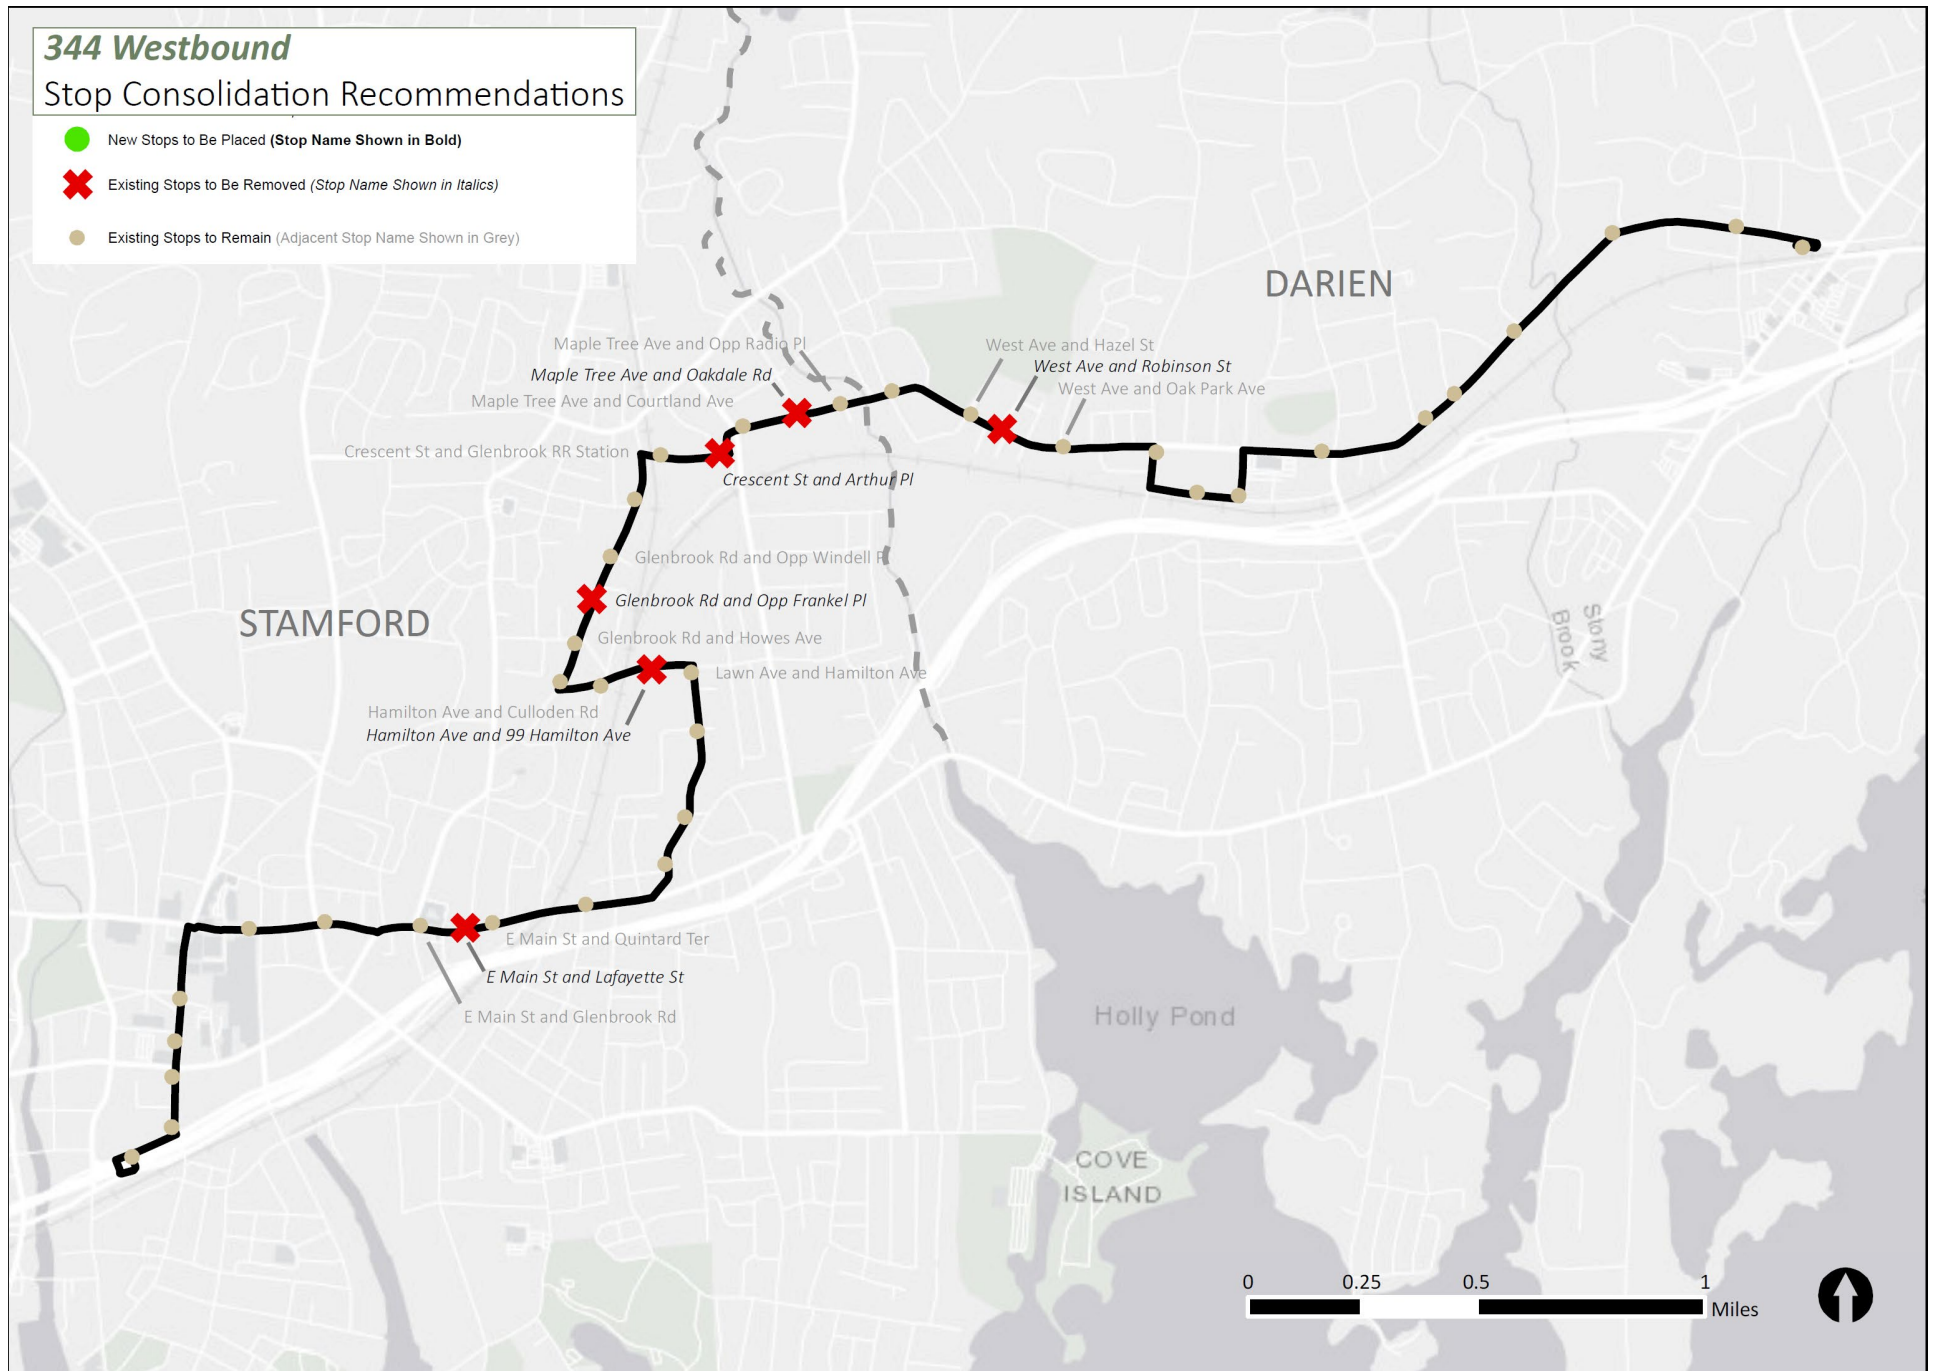 344 Westbound
Stop Consolidation Recommendations
New Stops to Be Placed (Stop Name Shown in Bold)
Existing Stops to Be Removed (Stop Name Shown in Italics)
Existing Stops to Remain (Adjacent Stop Name Shown in Grey)
DARIEN
Maple Tree Ave and Opp Radio Pl
West Ave and Hazel St
Maple Tree Ave and Oakdale Rd
West Ave and Robinson St
Maple Tree Ave and Courtland Ave
West Ave and Oak Park Ave
Crescent St and Glenbrook RR Station
Crescent St and Arthur Pl
Glenbrook Rd and Opp Windell Pl
Glenbrook Rd and Opp Frankel Pl
STAMFORD
Stony
Brook
Glenbrook Rd and Howes Ave
Lawn Ave and Hamilton Ave
Hamilton Ave and Culloden Rd
Hamilton Ave and 99 Hamilton Ave
E Main St and Quintard Ter
E Main St and Lafayette St
E Main St and Glenbrook Rd
Holly Pond
COVE
ISLAND
0 0.25 0.5 1
Miles